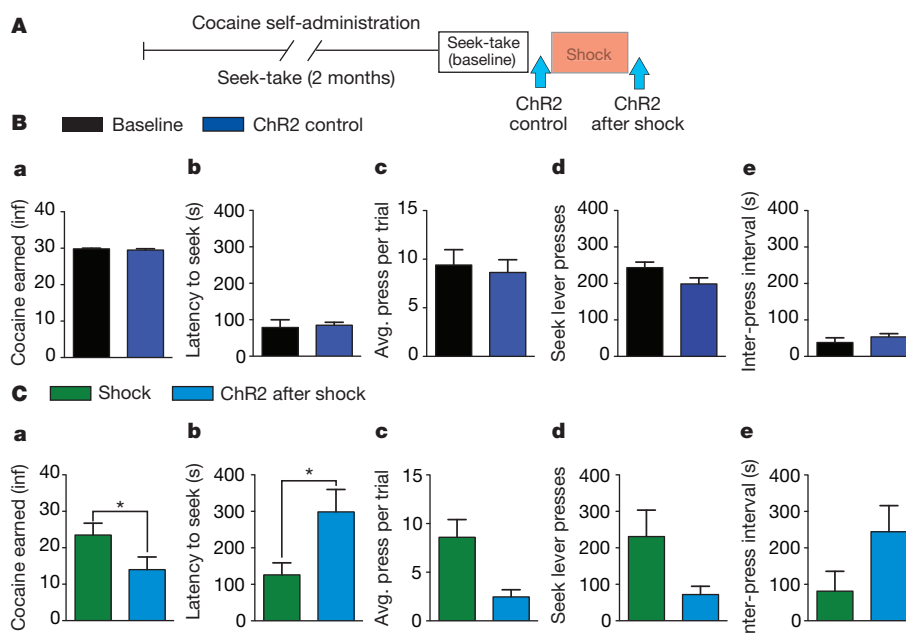 A
Cocaine self-administration
Seek-take (2 months)
Seek-take
(baseline)
Shock
ChR2
control
ChR2
after shock
B
Baseline
ChR2 control
a
Cocaine earned (inf)
40
30
20
10
0
b
Latency to seek (s)
400
300
200
100
0
c
Avg. press per trial
15
10
5
0
d
Seek lever presses
400
300
200
100
0
e
Inter-press interval (s)
400
300
200
100
0
C
Shock
ChR2 after shock
a
Cocaine earned (inf)
40
30
20
10
0
*
b
Latency to seek (s)
400
300
200
100
0
*
c
Avg. press per trial
15
10
5
0
d
Seek lever presses
400
300
200
100
0
e
nter-press interval (s)
400
300
200
100
0